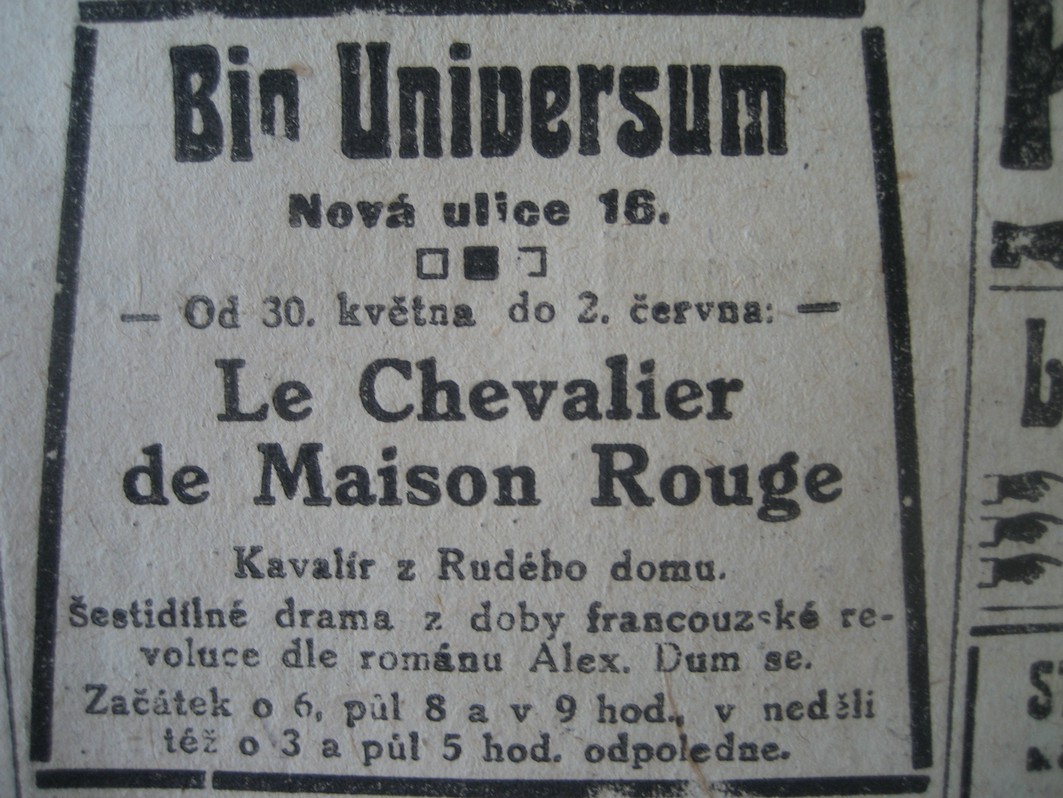 Bio Universum
Nová ulice 16.
— Od 30. května do 2. června: —
Le Chevalier
de Maison Rouge
Kavalír z Rudého domu.
Šestidílné drama z doby francouzské re-
voluce dle románu Alex. Dum se.
Začátek o 6, půl 8 a v 9 hod., v neděli
též o 3 a půl 5 hod. odpoledne.